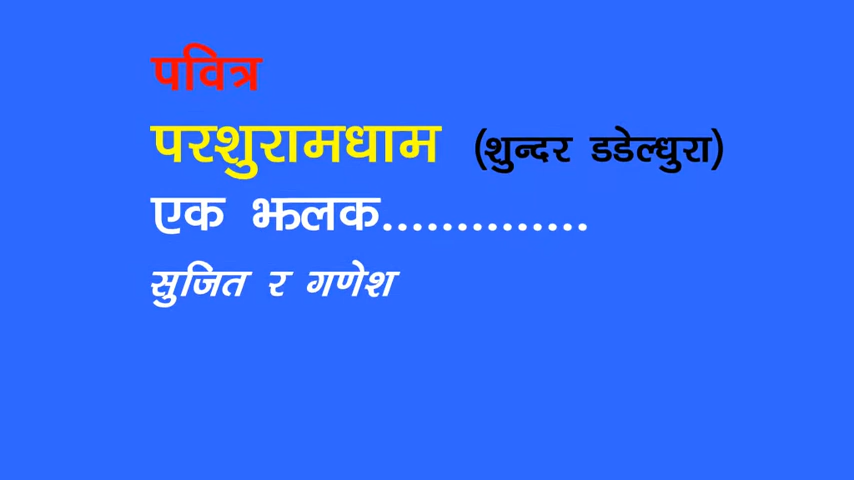 पवित्र
परशुरामधाम (शुन्दर डडेल्धुरा)
एक झलक..............
सुजित र गणेश